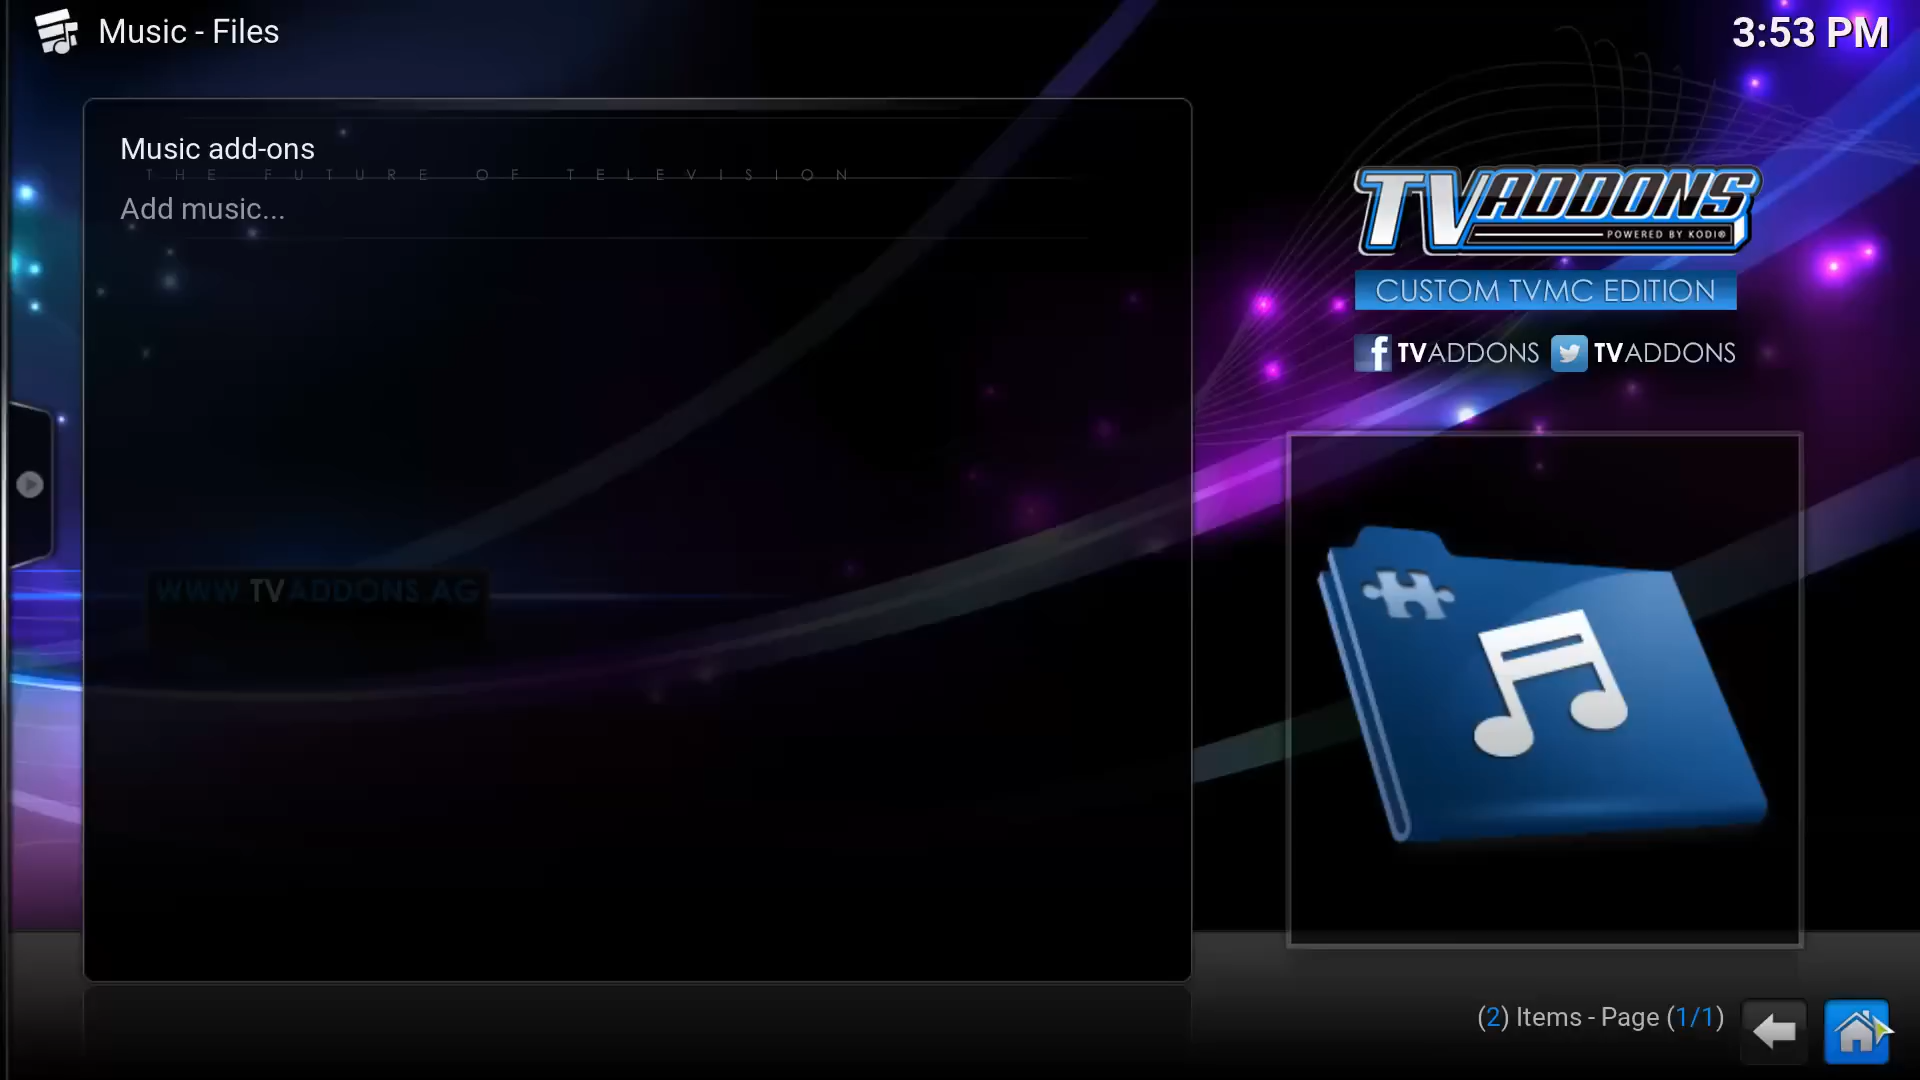 Music - Files
3:53 PM
Music add-ons
THE FUTURE OF TELEVISION
Add music...
TVADDONS
POWERED BY KODI®
CUSTOM TVMC EDITION
f TVADDONS TVADDONS
WWW.TVADDONS.AG
(2) Items - Page (1/1)